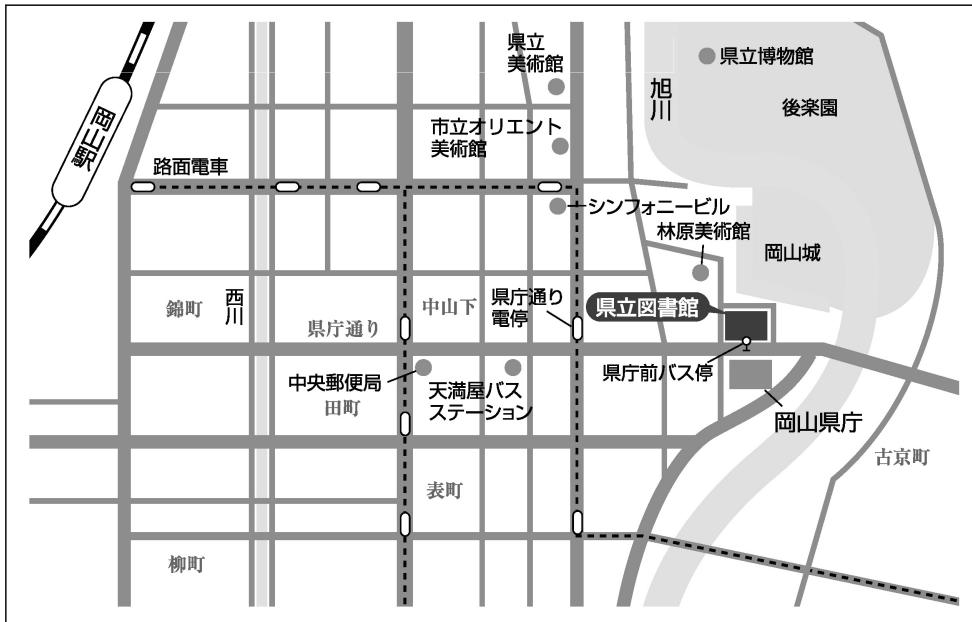 県立
美術館
県立博物館
旭川
後楽園
岡山駅
市立オリエント
美術館
路面電車
シンフォニービル
林原美術館
岡山城
錦町
西川
県庁通り
中山下
県庁通り
電停
県立図書館
中央郵便局
田町
天満屋バス
ステーション
県庁前バス停
岡山県庁
古京町
表町
柳町